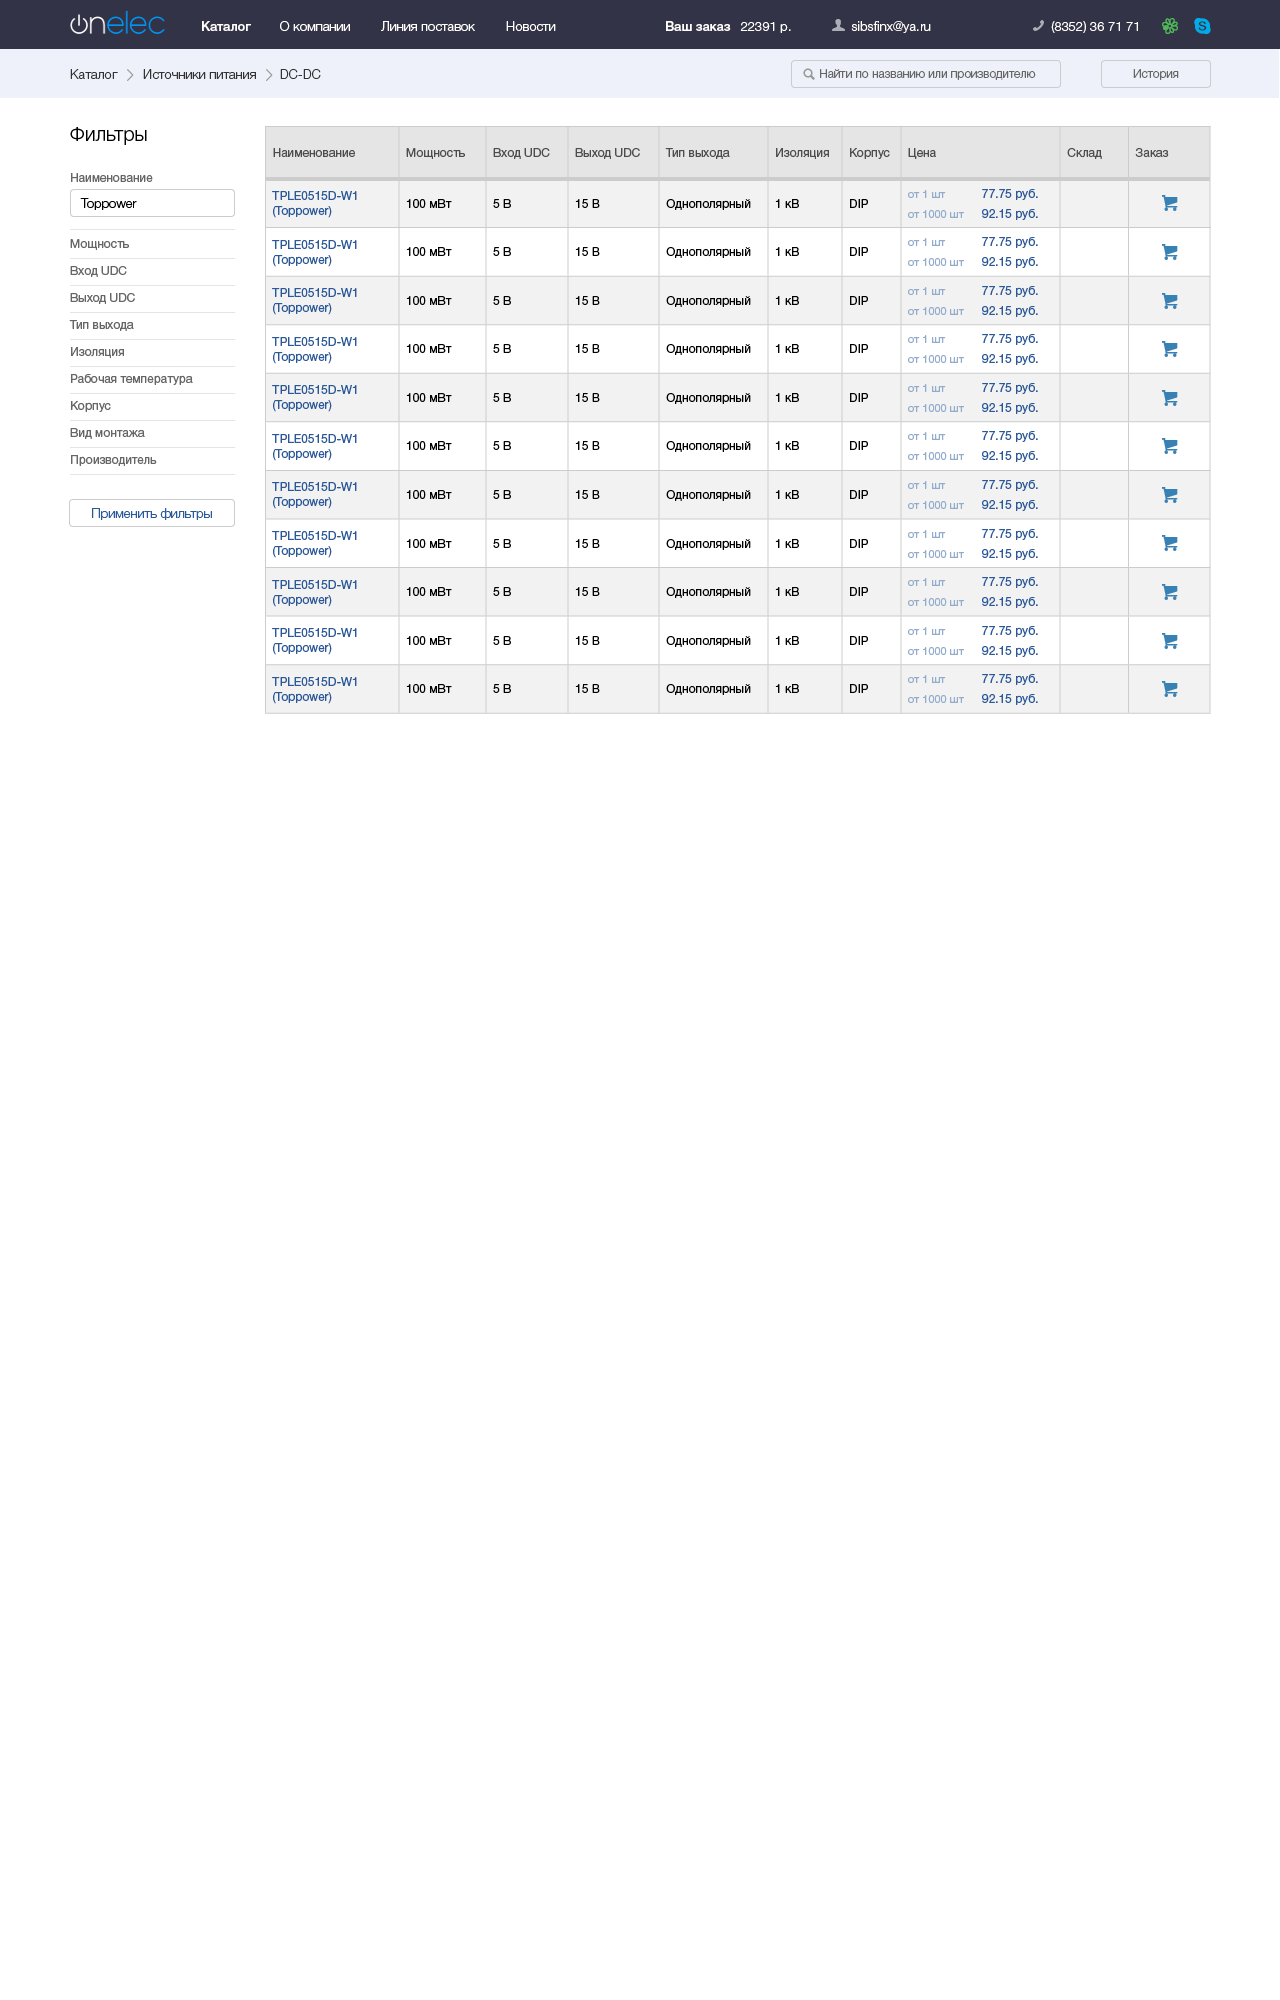 onelec Каталог О компании Линия поставок Новости Ваш заказ 22391 р. sibsfinx@ya.ru (8352) 36 71 71
Каталог Источники питания DC-DC Найти по названию или производителю История
Фильтры
Наименование
Toppower
Мощность
Вход UDC
Выход UDC
Тип выхода
Изоляция
Рабочая температура
Корпус
Вид монтажа
Производитель
Применить фильтры
Наименование Мощность Вход UDC Выход UDC Тип выхода Изоляция Корпус Цена Склад Заказ
TPLE0515D-W1 100 мВт 5 В 15 В Однополярный 1 кВ DIP от 1 шт 77.75 руб.
(Toppower) от 1000 шт 92.15 руб.
TPLE0515D-W1 100 мВт 5 В 15 В Однополярный 1 кВ DIP от 1 шт 77.75 руб.
(Toppower) от 1000 шт 92.15 руб.
TPLE0515D-W1 100 мВт 5 В 15 В Однополярный 1 кВ DIP от 1 шт 77.75 руб.
(Toppower) от 1000 шт 92.15 руб.
TPLE0515D-W1 100 мВт 5 В 15 В Однополярный 1 кВ DIP от 1 шт 77.75 руб.
(Toppower) от 1000 шт 92.15 руб.
TPLE0515D-W1 100 мВт 5 В 15 В Однополярный 1 кВ DIP от 1 шт 77.75 руб.
(Toppower) от 1000 шт 92.15 руб.
TPLE0515D-W1 100 мВт 5 В 15 В Однополярный 1 кВ DIP от 1 шт 77.75 руб.
(Toppower) от 1000 шт 92.15 руб.
TPLE0515D-W1 100 мВт 5 В 15 В Однополярный 1 кВ DIP от 1 шт 77.75 руб.
(Toppower) от 1000 шт 92.15 руб.
TPLE0515D-W1 100 мВт 5 В 15 В Однополярный 1 кВ DIP от 1 шт 77.75 руб.
(Toppower) от 1000 шт 92.15 руб.
TPLE0515D-W1 100 мВт 5 В 15 В Однополярный 1 кВ DIP от 1 шт 77.75 руб.
(Toppower) от 1000 шт 92.15 руб.
TPLE0515D-W1 100 мВт 5 В 15 В Однополярный 1 кВ DIP от 1 шт 77.75 руб.
(Toppower) от 1000 шт 92.15 руб.
TPLE0515D-W1 100 мВт 5 В 15 В Однополярный 1 кВ DIP от 1 шт 77.75 руб.
(Toppower) от 1000 шт 92.15 руб.